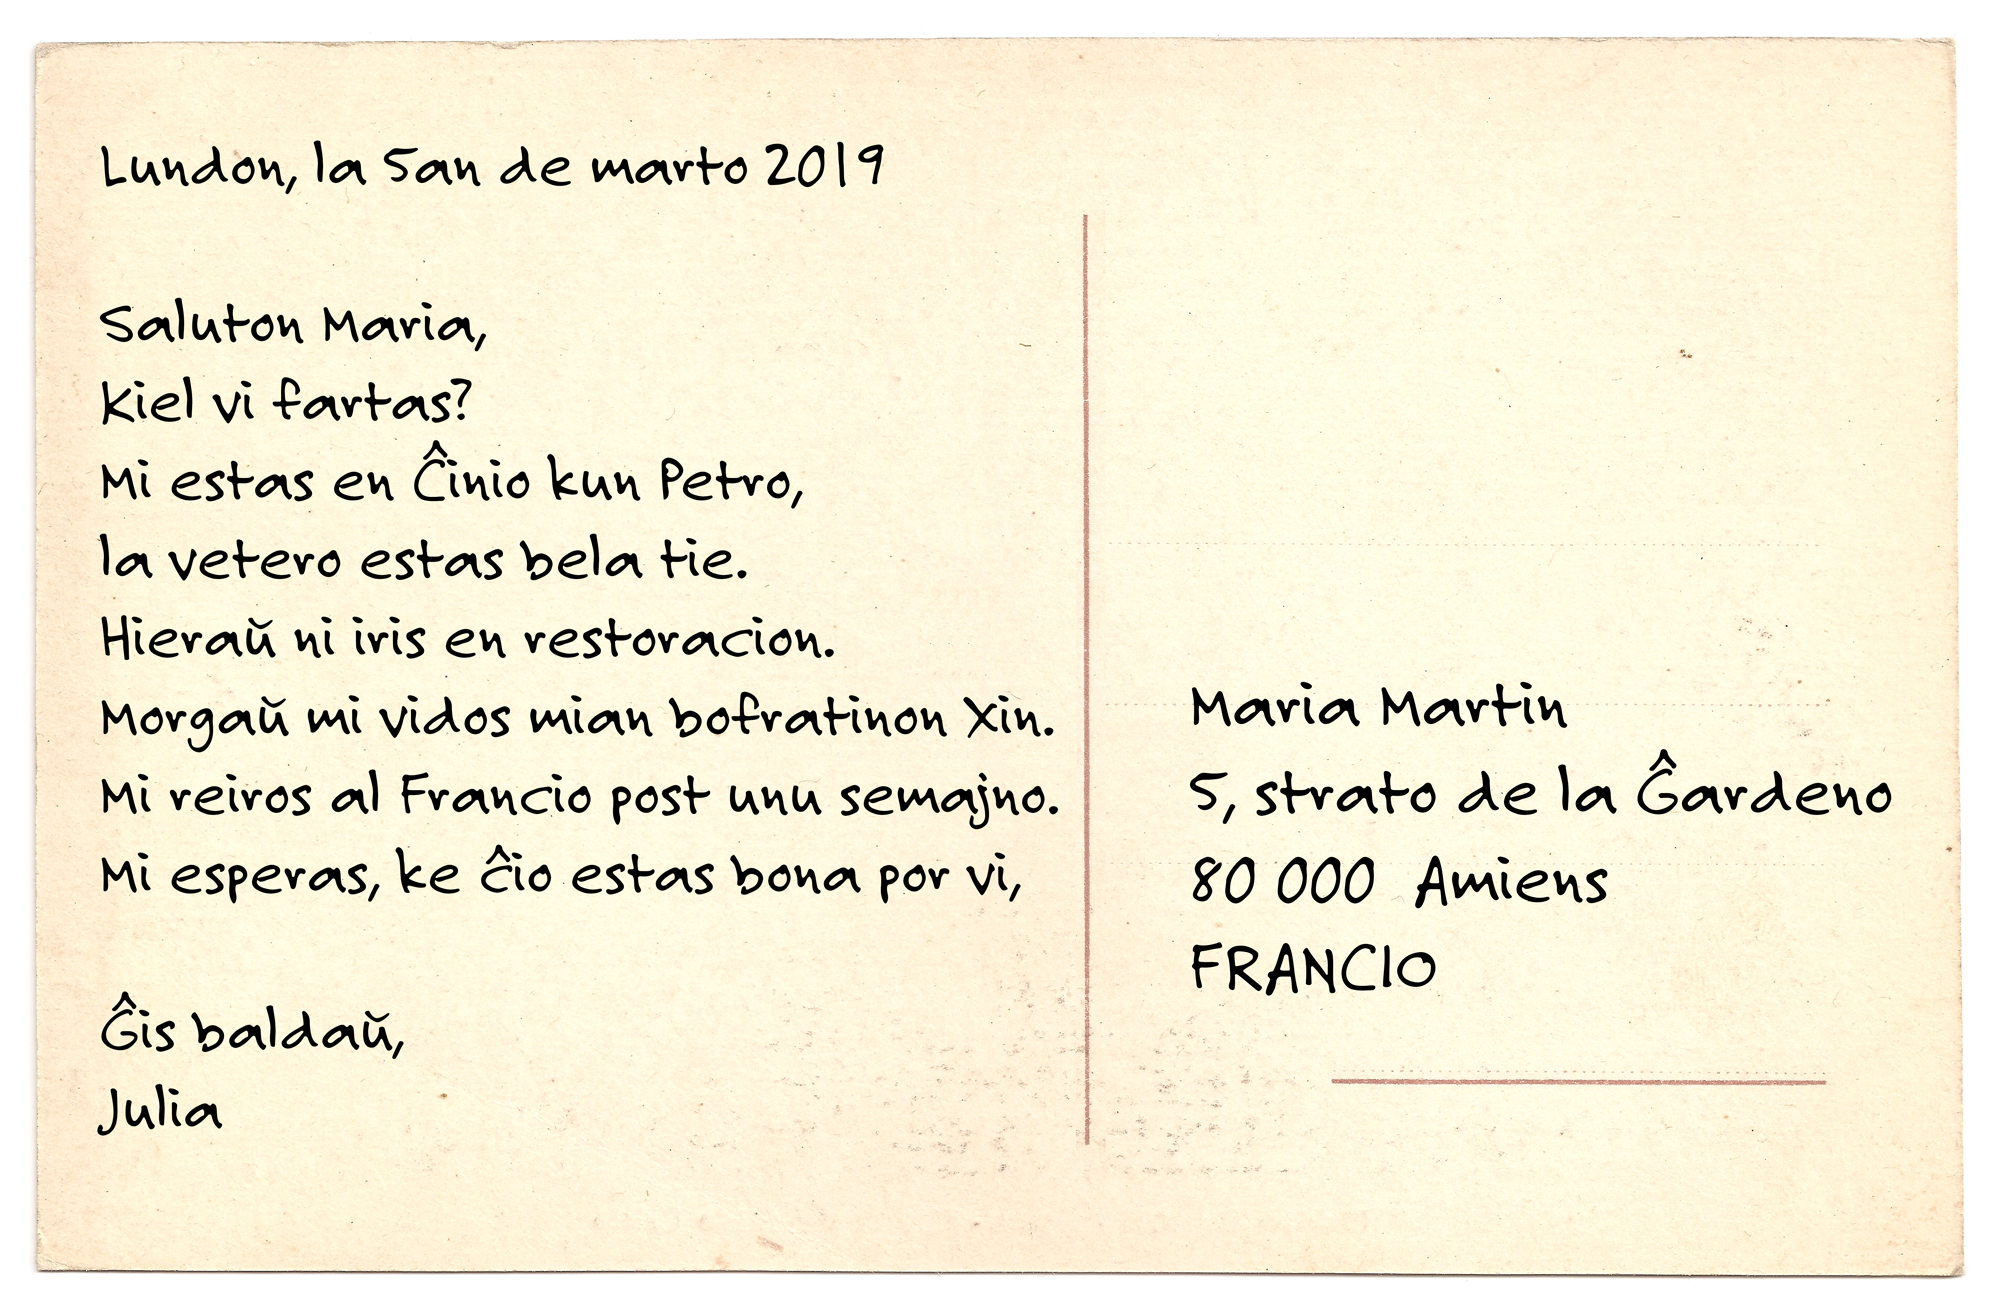 Lundon, la 5an de marto 2019
Saluton Maria,
Kiel vi fartas?
Mi estas en Ĉinio kun Petro,
la vetero estas bela tie.
Hieraŭ ni iris en restoracion.
Morgaŭ mi vidos mian bofratinon Xin.
Mi reiros al Francio post unu semajno.
Mi esperas, ke ĉio estas bona por vi,
Ĝis baldaŭ,
Julia
Maria Martin
5, strato de la Ĝardeno
80 000 Amiens
FRANCIO